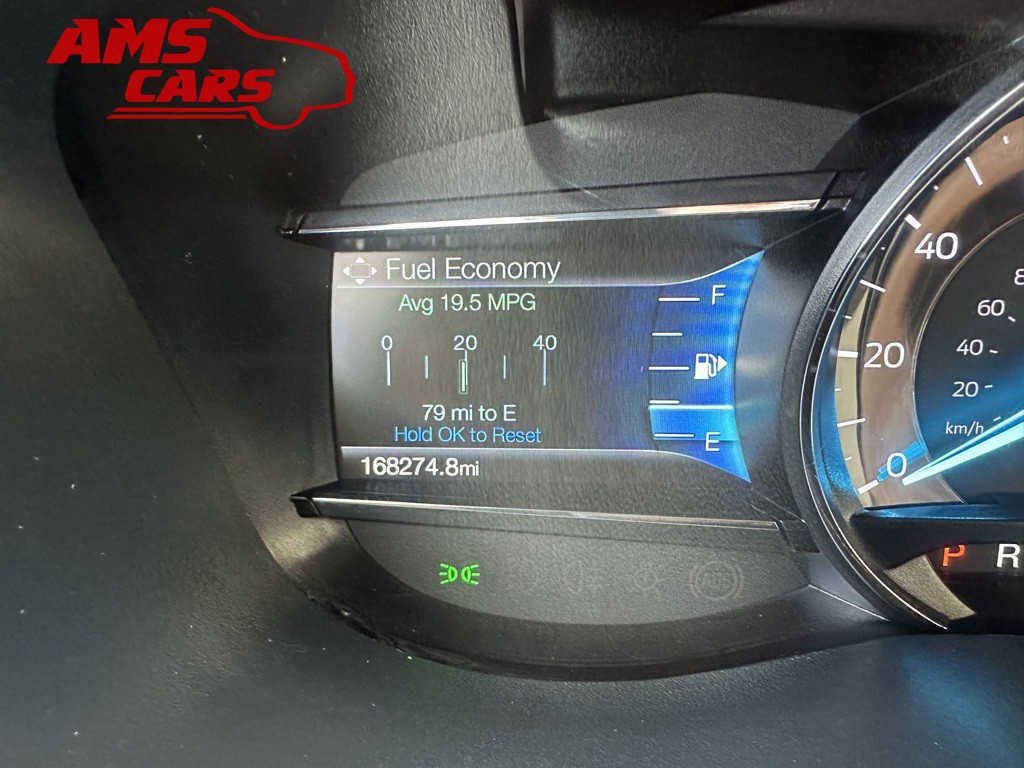 AMS
CARS
Fuel Economy
Avg 19.5 MPG
0 20 40
79 mi to E
Hold OK to Reset
168274.8mi
F
E
40
20
0
60
40
20
km/h
P R